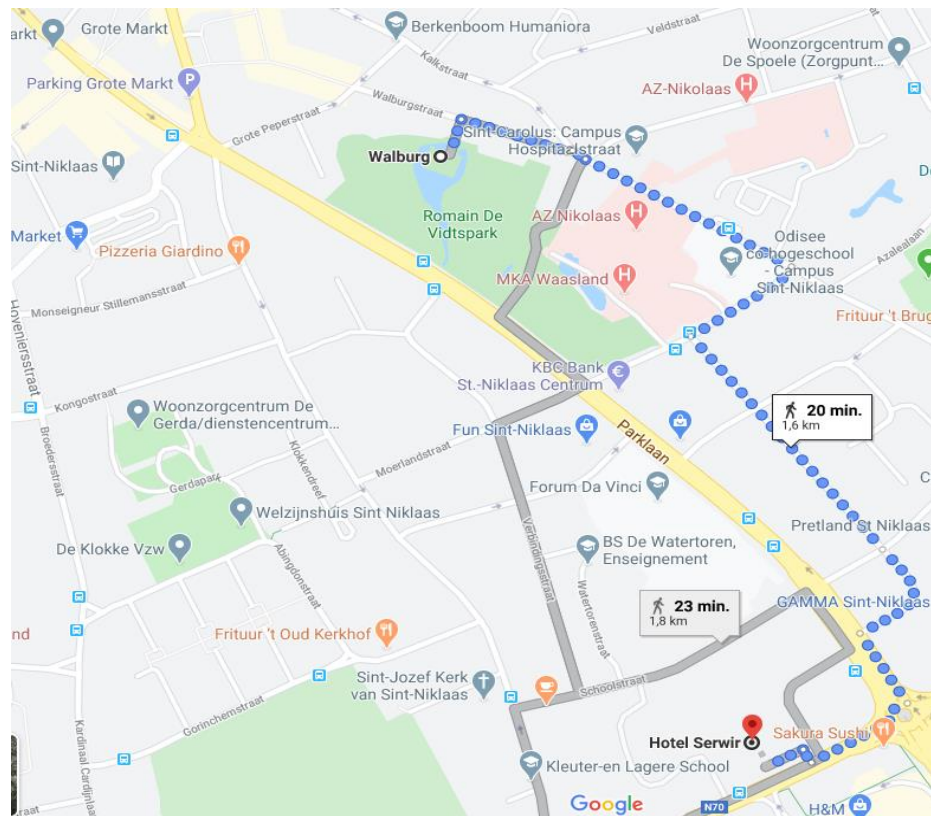 arkt
Grote Markt
Berkenboom Humaniora
Veldstraat
Woonzorgcentrum
De Spoele (Zorgpunt...
Parking Grote Markt
P
Kalkstraat
AZ-Nikolaas
H
Walburgstraat
Grote Peperstraat
Sint-Carolus: Campus
Hospitaalstraat
Walburg
Sint-Niklaas
D
Romain De
Vidtspark
AZ Nikolaas
H
Market
Pizzeria Giardino
Odisee
co-hogeschool
- Campus
Sint-Niklaas
Azalealaan
MKA Waasland
H
Monseigneur Stillemansstraat
Hoveniersstraat
Frituur 't Brug
KBC Bank
St.-Niklaas Centrum
€
Kongostraat
Woonzorgcentrum De
Gerda/dienstencentrum...
20 min.
1,6 km
Fun Sint-Niklaas
Parklaan
Broedersstraat
Klokkendreef
Moerlandstraat
Gerdapark
C
Forum Da Vinci
Welzijnshuis Sint Niklaas
Pretland St Niklaas
De Klokke Vzw
Abingdonstraat
Verbindingsstraat
BS De Watertoren,
Enseignement
Watertorenstraat
23 min.
1,8 km
GAMMA Sint-Niklaas
nd
Frituur 't Oud Kerkhof
Sint-Jozef Kerk
van Sint-Niklaas
Schoolstraat
Gorinchemstraat
Kardinaal Cardijnlaa
Hotel Serwir
Sakura Sushi
Kleuter-en Lagere School
Google
N70
H&M